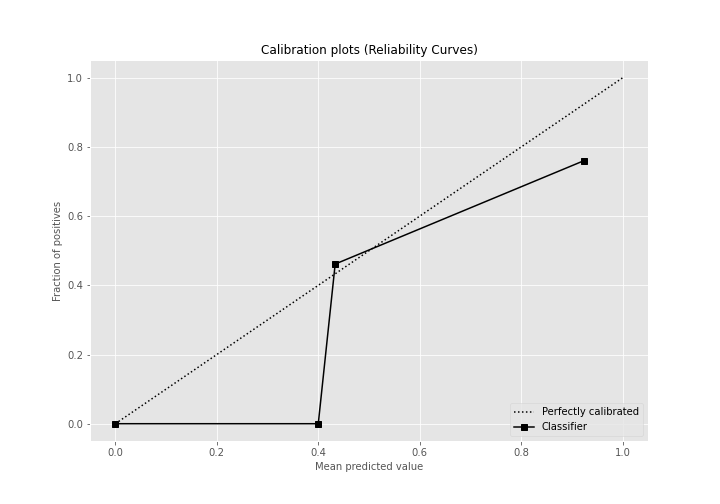 Calibration plots (Reliability Curves)
1.0
0.8
0.6
0.4
0.2
0.0
Fraction of positives
Perfectly calibrated
Classifier
0.0 0.2 0.4 0.6 0.8 1.0
Mean predicted value